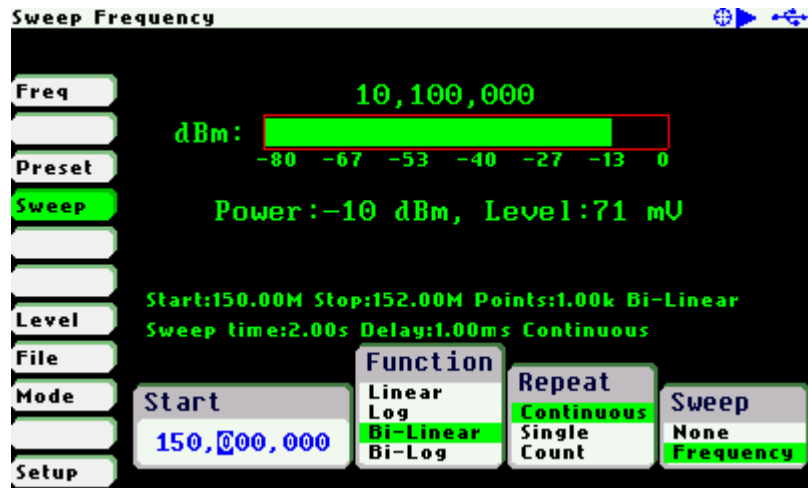 Sweep Frequency
Freq
Preset
Sweep
Level
File
Mode
Setup
10,100,000
dBm:
-80 -67 -53 -40 -27 -13 0
Power:-10 dBm, Level:71 mV
Start:150.00M Stop:152.00M Points:1.00k Bi-Linear
Sweep time:2.00s Delay:1.00ms Continuous
Start
150,000,000
Function
Linear
Log
Bi-Linear
Bi-Log
Repeat
Continuous
Single
Count
Sweep
None
Frequency